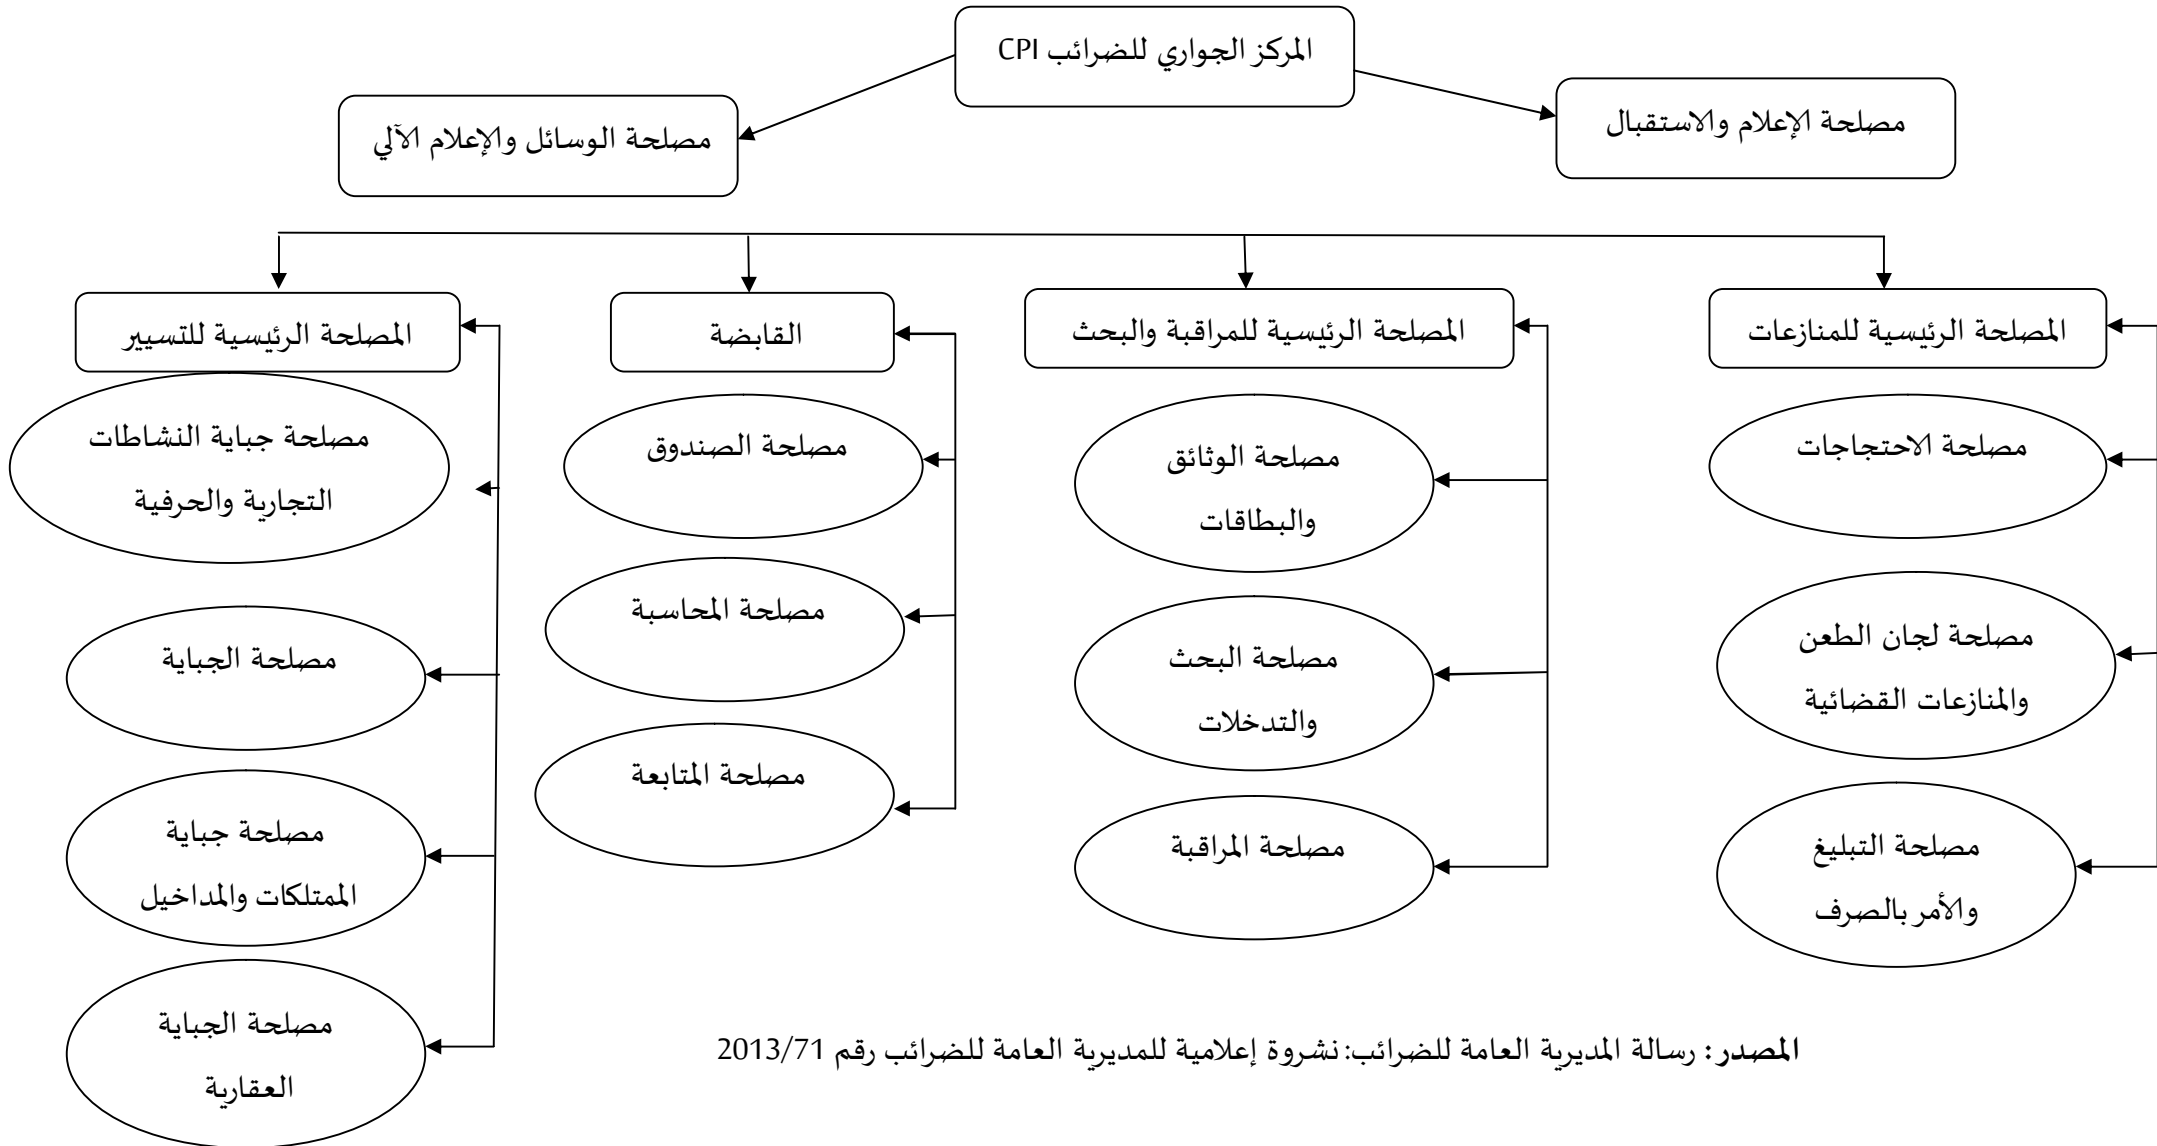 المركز الجواري للضرائب CPI
مصلحة الإعلام والاستقبال
مصلحة الوسائل والإعلام الآلي
المصلحة الرئيسية للمنازعات
مصلحة الاحتجاجات
مصلحة لجان الطعن
والمنازعات القضائية
مصلحة التبليغ
والأمر بالصرف
المصلحة الرئيسية للمراقبة والبحث
مصلحة الوثائق
والبطاقات
مصلحة البحث
والتدخلات
مصلحة المراقبة
القابضة
مصلحة الصندوق
مصلحة المحاسبة
مصلحة المتابعة
المصلحة الرئيسية للتسيير
مصلحة جباية النشاطات
التجارية والحرفية
مصلحة الجباية
مصلحة جباية
الممتلكات والمداخيل
مصلحة الجباية
العقارية
المصدر: رسالة المديرية العامة للضرائب: نشروة إعلامية للمديرية العامة للضرائب رقم 2013/71